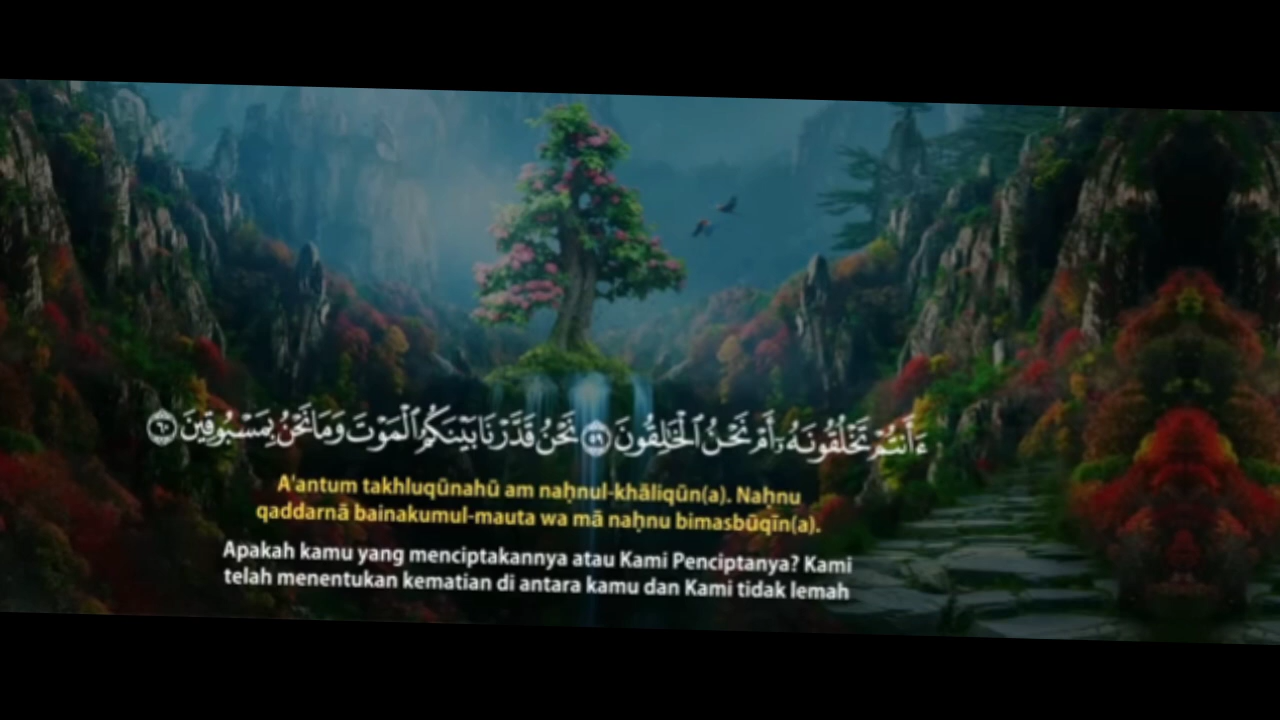 ءَأَنتُمْ تَخْلُقُونَهُۥٓ أَمْ نَحْنُ ٱلْخَٰلِقُونَ ٥٩ نَحْنُ قَدَّرْنَا بَيْنَكُمُ ٱلْمَوْتَ وَمَا نَحْنُ بِمَسْبُوقِينَ ٦٠
A'antum takhluqūnahū am naḥnul-khāliqūn(a). Naḥnu
qaddarnā bainakumul-mauta wa mā naḥnu bimasbūqīn(a).
Apakah kamu yang menciptakannya atau Kami Penciptanya? Kami
telah menentukan kematian di antara kamu dan Kami tidak lemah